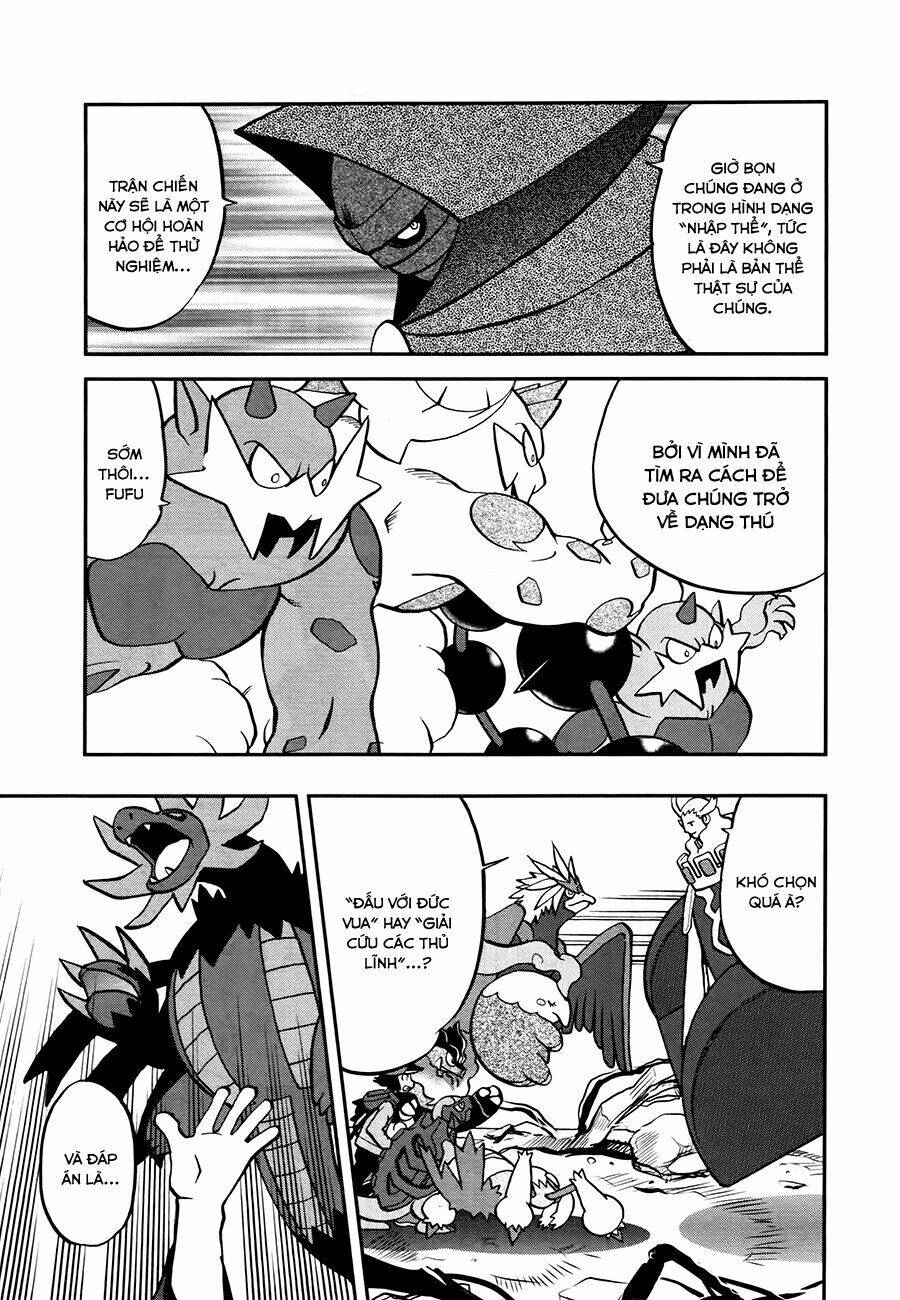 GIỜ BỌN
CHÚNG ĐANG Ở
TRONG HÌNH DẠNG
"NHẬP THỂ", TỨC
LÀ ĐÂY KHÔNG
PHẢI LÀ BẢN THỂ
THẬT SỰ CỦA
CHÚNG.
TRẬN CHIẾN
NÀY SẼ LÀ MỘT
CƠ HỘI HOÀN
HẢO ĐỂ THỬ
NGHIỆM...
BỞI VÌ MÌNH ĐÃ
TÌM RA CÁCH ĐỂ
ĐƯA CHÚNG TRỞ
VỀ DẠNG THÚ
SỚM
THÔI...
FUFU
KHÓ CHỌN
QUÁ À?
"ĐẤU VỚI ĐỨC
VUA" HAY "GIẢI
CỨU CÁC THỦ
LĨNH"...?
VÀ ĐÁP
ÁN LÀ...